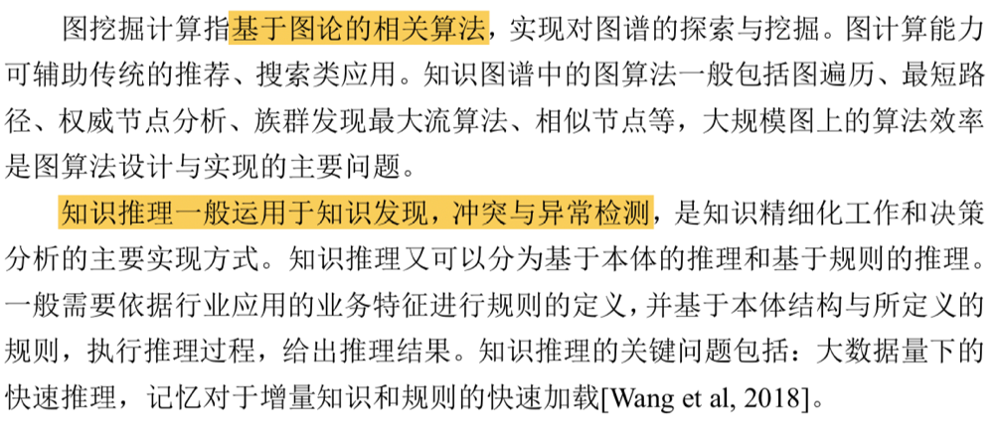 图挖掘计算指基于图论的相关算法，实现对图谱的探索与挖掘。图计算能力
可辅助传统的推荐、搜索类应用。知识图谱中的图算法一般包括图遍历、最短路
径、权威节点分析、族群发现最大流算法、相似节点等，大规模图上的算法效率
是图算法设计与实现的主要问题。
知识推理一般运用于知识发现，冲突与异常检测，是知识精细化工作和决策
分析的主要实现方式。知识推理又可以分为基于本体的推理和基于规则的推理。
一般需要依据行业应用的业务特征进行规则的定义，并基于本体结构与所定义的
规则，执行推理过程，给出推理结果。知识推理的关键问题包括：大数据量下的
快速推理，记忆对于增量知识和规则的快速加载[Wang et al, 2018]。